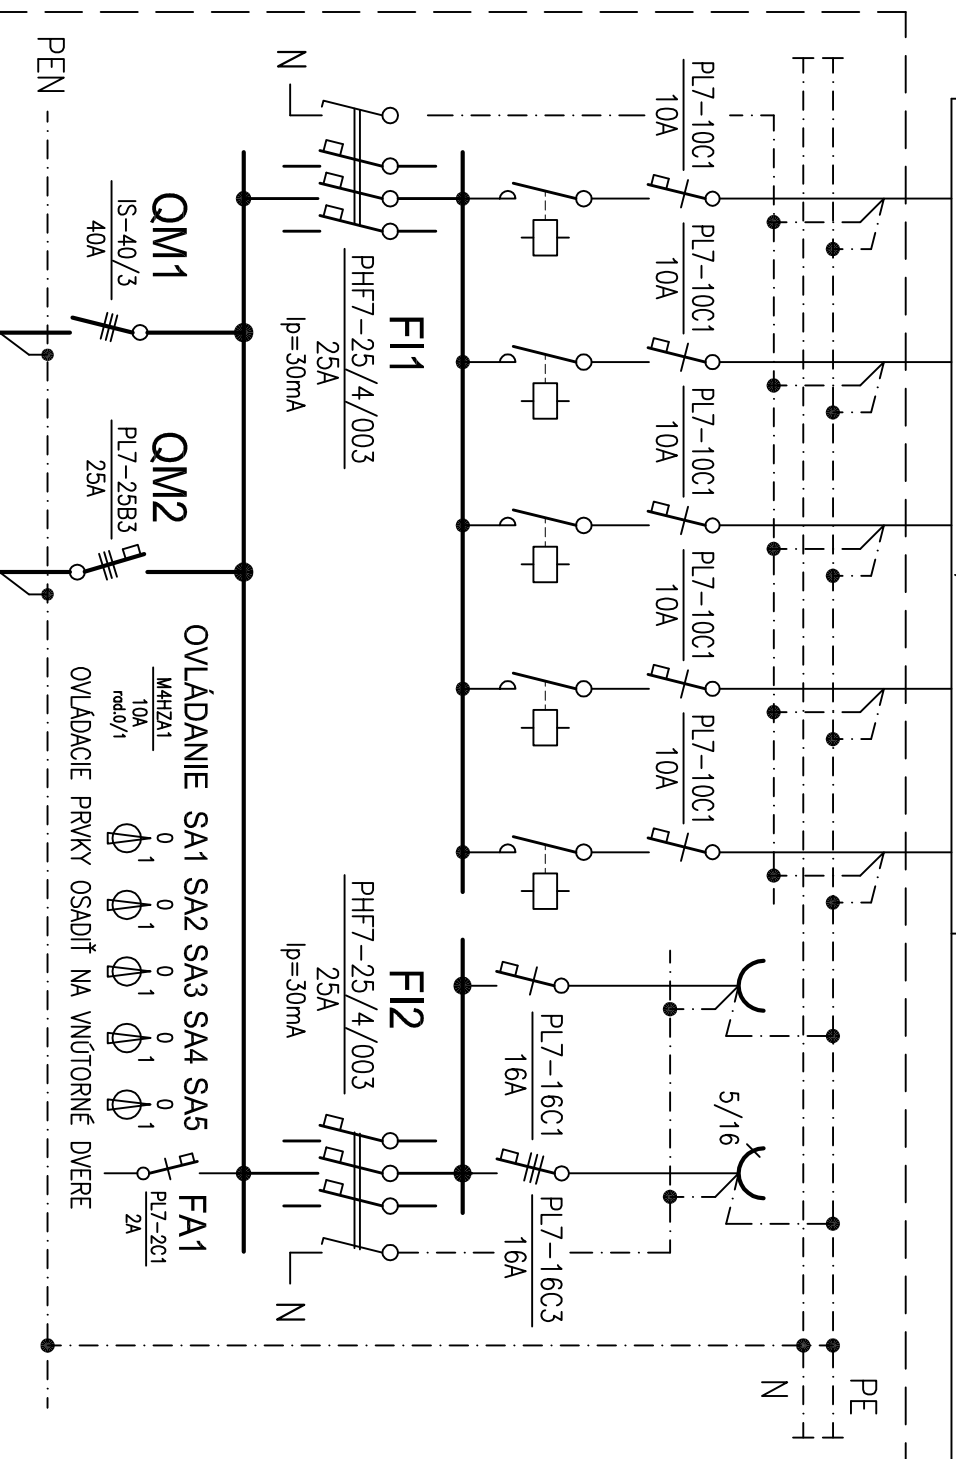 PE
N
PL7-10C1
10A
PL7-10C1
10A
PL7-10C1
10A
PL7-10C1
10A
PL7-10C1
10A
5/16
PL7-16C1
16A
PL7-16C3
16A
N
FI1
PHF7-25/4/003
25A
Ip=30mA
FI2
PHF7-25/4/003
25A
Ip=30mA
N
QM1
IS-40/3
40A
QM2
PL7-25B3
25A
OVLÁDANIE SA1 SA2 SA3 SA4 SA5
M4HZA1
10A
rad.0/1
0 1
0 1
0 1
0 1
0 1
FA1
PL7-2C1
2A
OVLÁDACIE PRVKY OSADIŤ NA VNÚTORNÉ DVERE
PEN